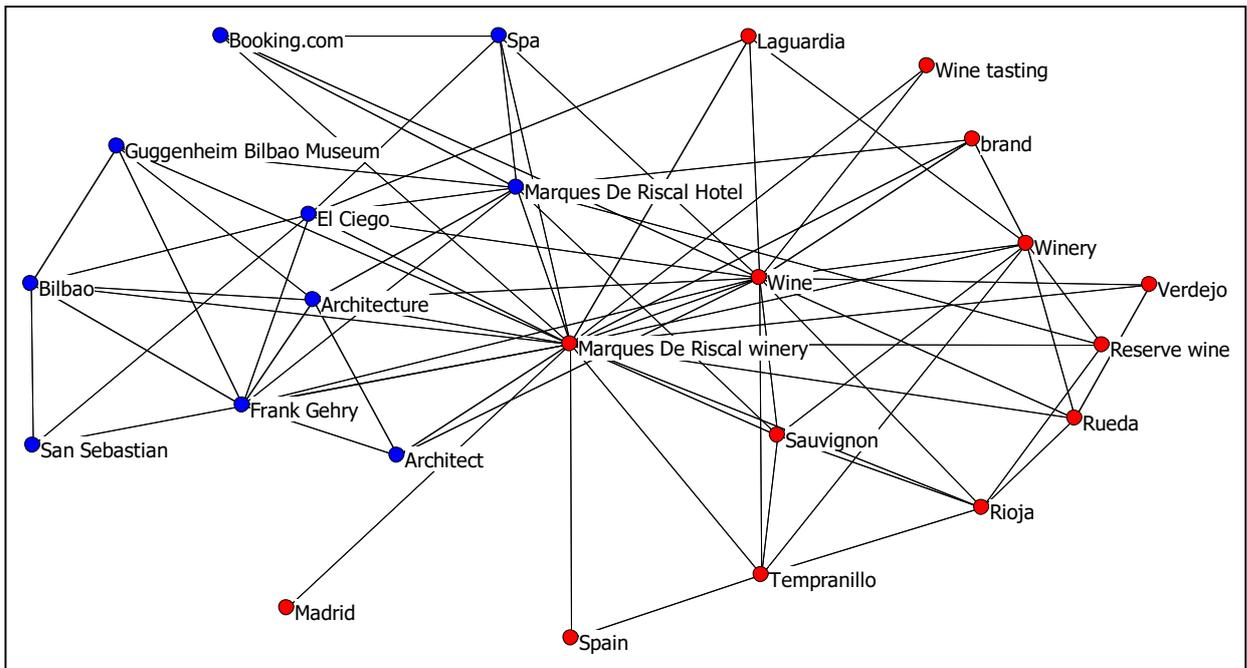 Booking.com
Spa
Laguardia
Wine tasting
brand
Guggenheim Bilbao Museum
Marques De Riscal Hotel
El Ciego
Winery
Bilbao
Wine
Verdejo
Architecture
Marques De Riscal winery
Reserve wine
Frank Gehry
Rueda
Sauvignon
San Sebastian
Architect
Rioja
Tempranillo
Madrid
Spain